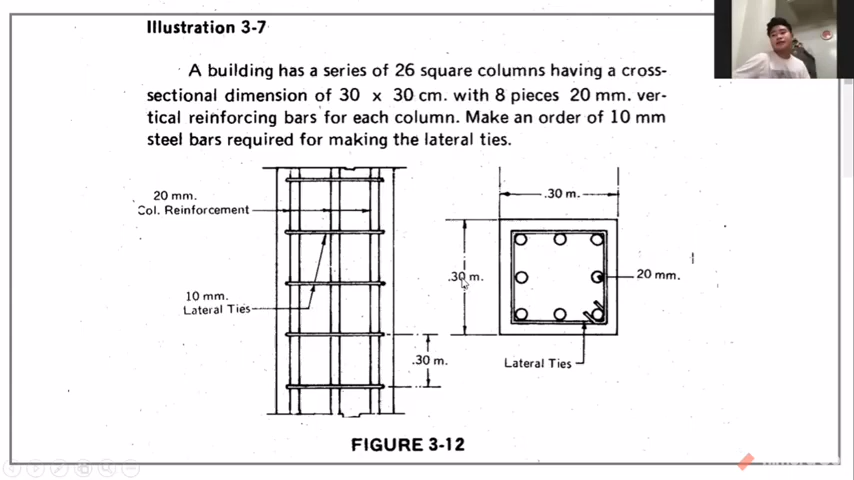 Illustration 3-7
A building has a series of 26 square columns having a cross-
sectional dimension of 30 x 30 cm. with 8 pieces 20 mm. ver-
tical reinforcing bars for each column. Make an order of 10 mm
steel bars required for making the lateral ties.
20 mm.
Col. Reinforcement
10 mm.
Lateral Ties
.30 m.
.30 m.
.30 m.
20 mm.
Lateral Ties
FIGURE 3-12